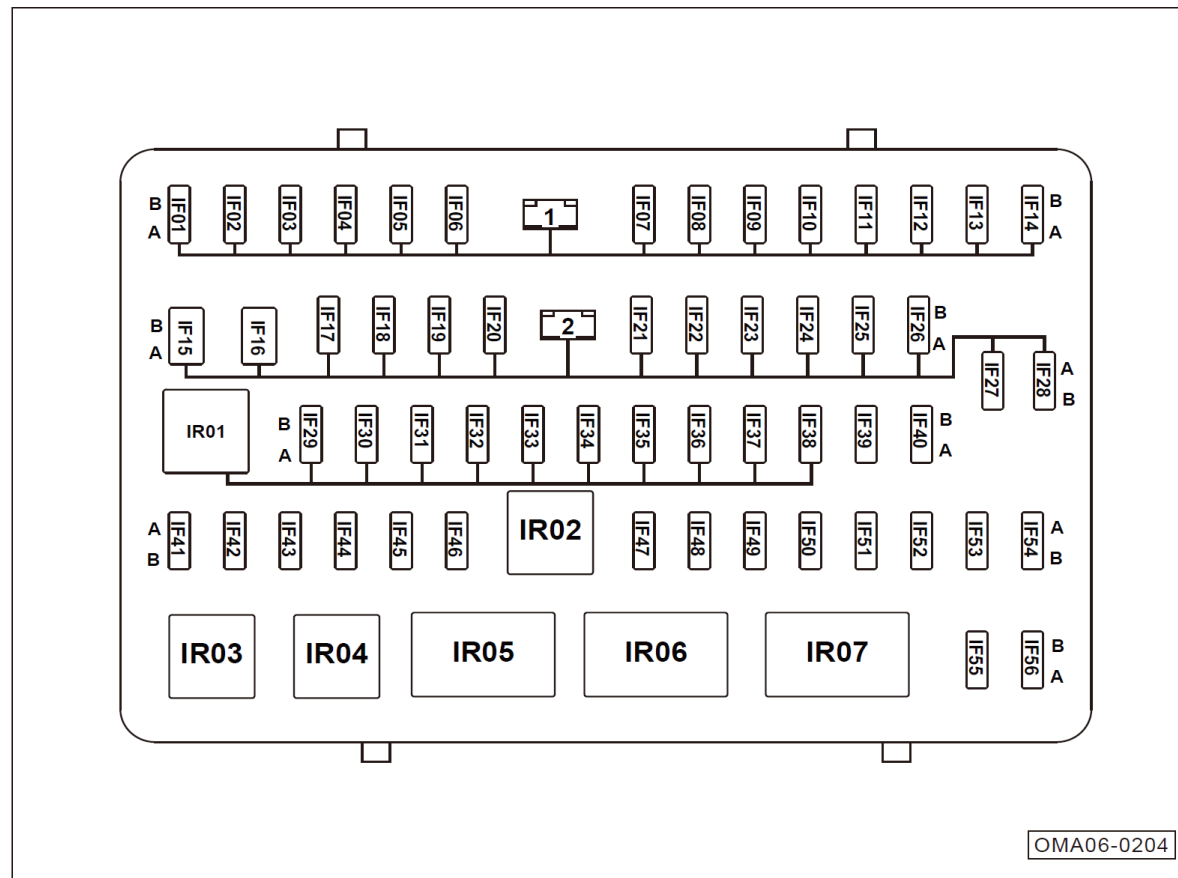 B IF01 IF02 IF03 IF04 IF05 IF06 1 IF07 IF08 IF09 IF10 IF11 IF12 IF13 IF14 B
A A
B IF15 IF16 IF17 IF18 IF19 IF20 2 IF21 IF22 IF23 IF24 IF25 IF26 B
A A
IF27 IF28 A
B
IR01 B IF29 IF30 IF31 IF32 IF33 IF34 IF35 IF36 IF37 IF38 IF39 IF40 B
A A
A IF41 IF42 IF43 IF44 IF45 IF46 IR02 IF47 IF48 IF49 IF50 IF51 IF52 IF53 IF54 A
B B
IR03 IR04 IR05 IR06 IR07 IF55 IF56 B
A
OMA06-0204